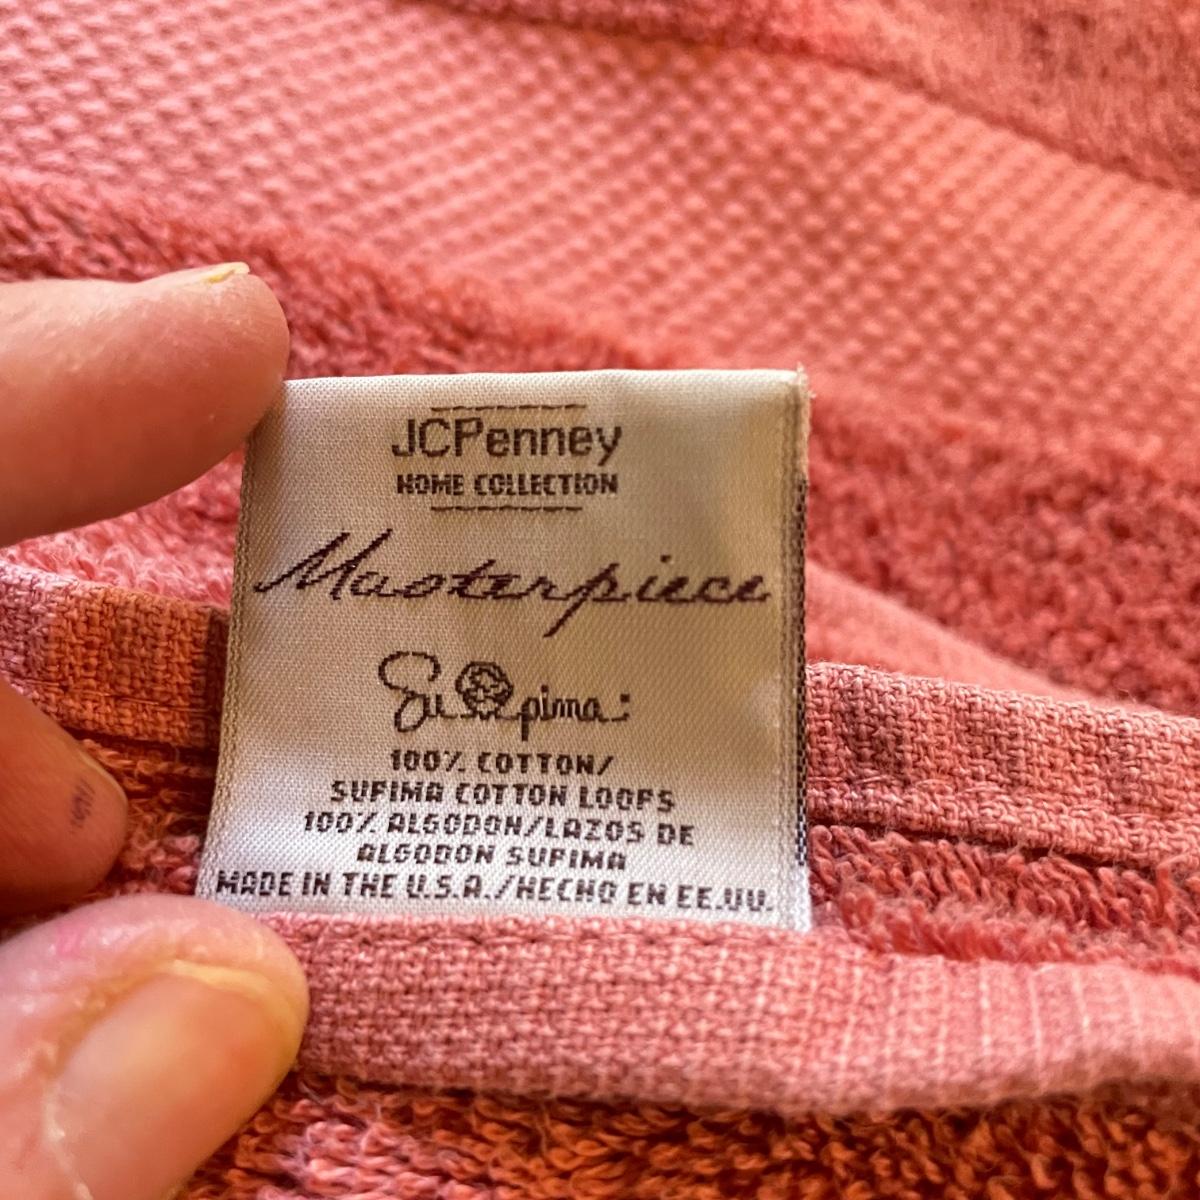 JCPenney
HOME COLLECTION
Masterpiece
Supima
100% COTTON/
SUPIMA COTTON LOOPS
100% ALGODON/LAZOS DE
ALGODON SUPIMA
MADE IN THE U.S.A./HECHO EN EE.UU.